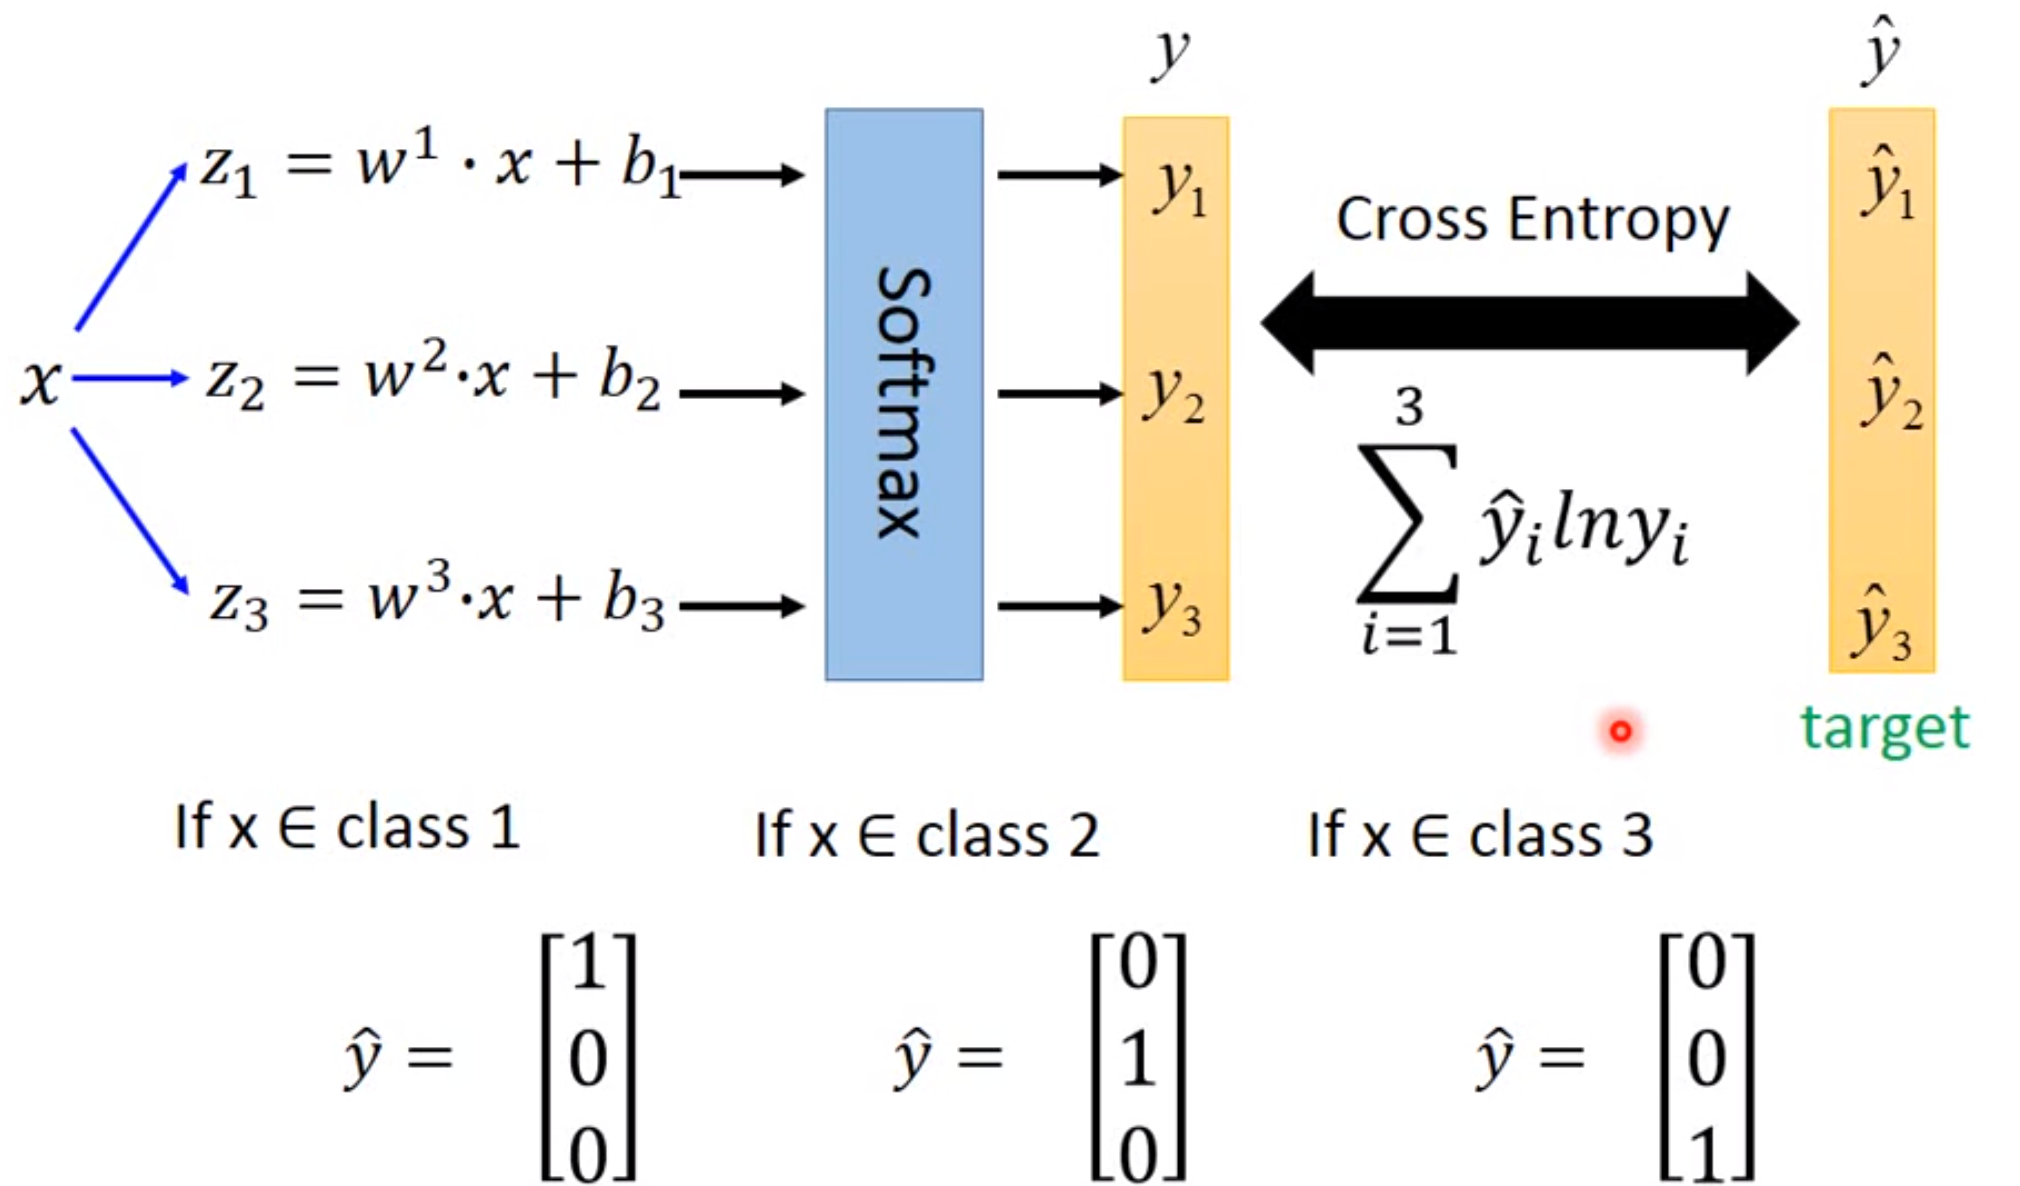 y
ŷ
z₁ = w¹ · x + b₁
y₁
ŷ₁
Cross Entropy
x
z₂ = w²·x + b₂
Softmax
y₂
ŷ₂
3
∑ ŷᵢlnyᵢ
i=1
z₃ = w³·x + b₃
y₃
ŷ₃
target
If x ∈ class 1
If x ∈ class 2
If x ∈ class 3
ŷ = [1 0 0]
ŷ = [0 1 0]
ŷ = [0 0 1]